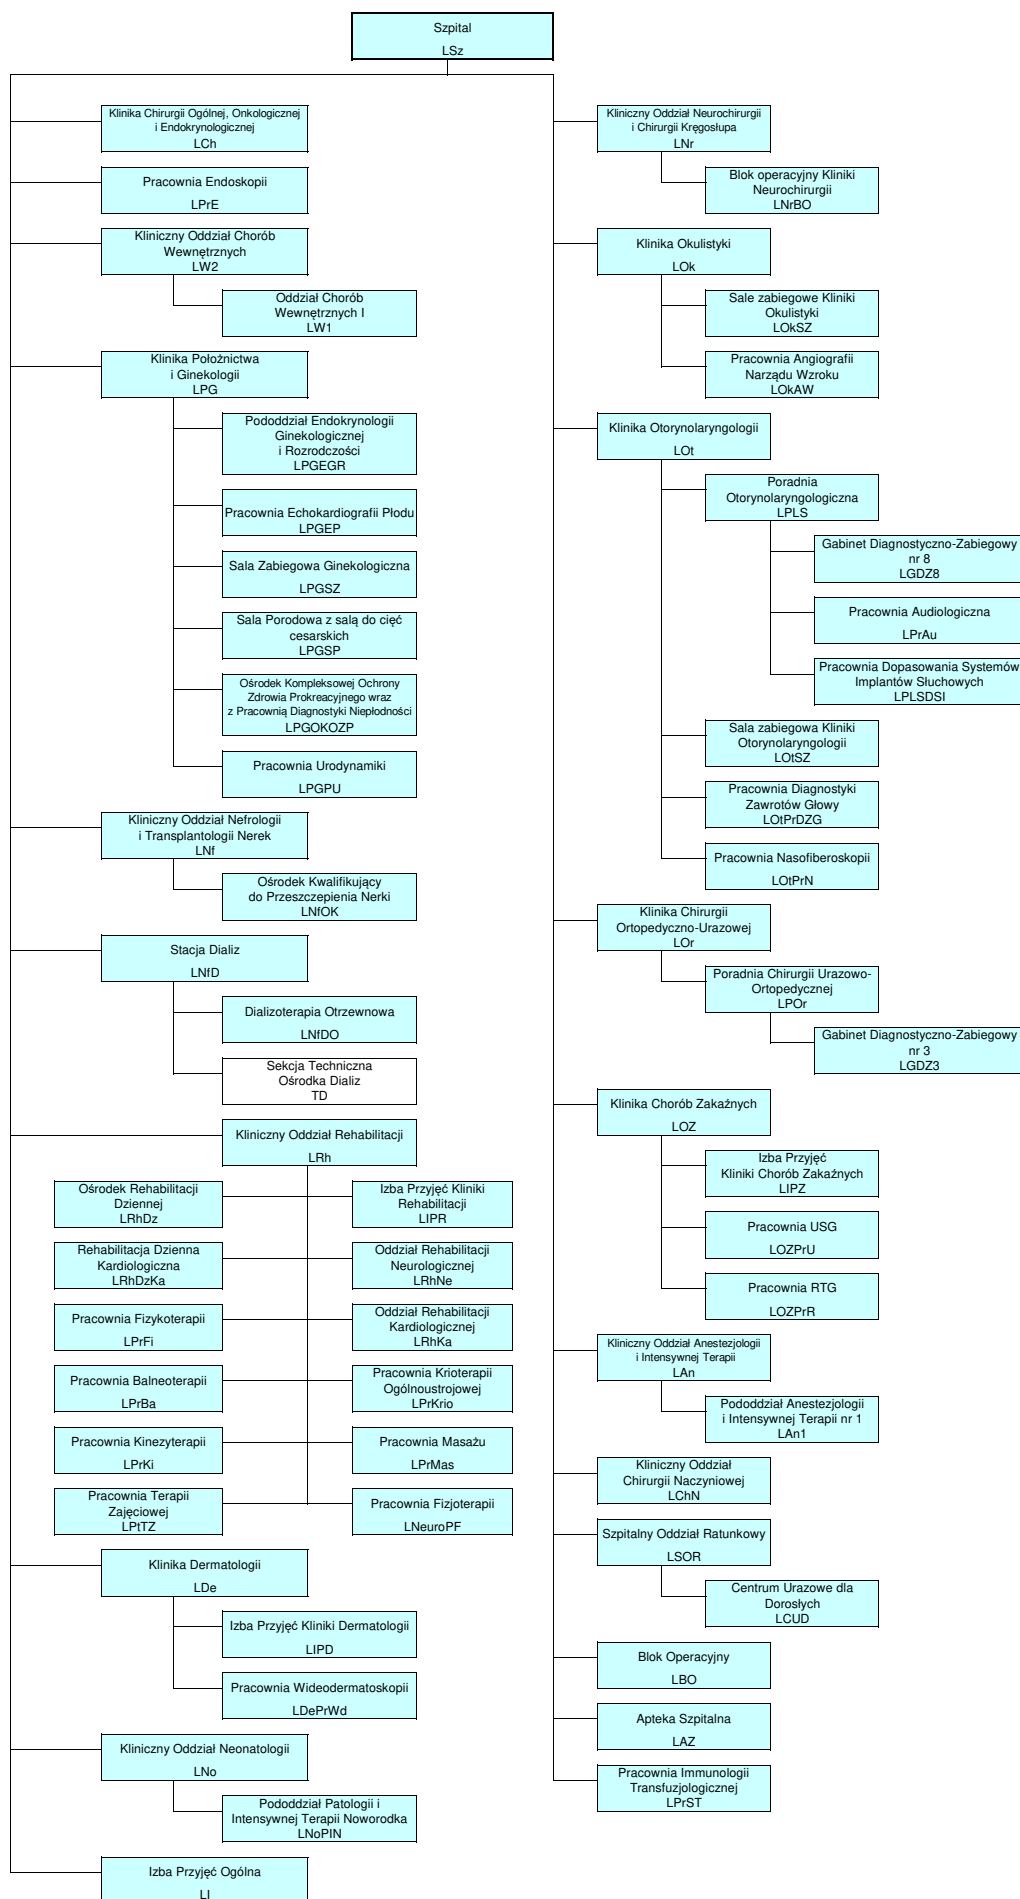 Szpital
LSz
Klinika Chirurgii Ogólnej, Onkologicznej
i Endokrynologicznej
LCh
Pracownia Endoskopii
LPrE
Kliniczny Oddział Chorób
Wewnętrznych
LW2
Oddział Chorób
Wewnętrznych I
LW1
Klinika Położnictwa
i Ginekologii
LPG
Pododdział Endokrynologii
Ginekologicznej
i Rozrodczości
LPGEGR
Pracownia Echokardiografii Płodu
LPGEP
Sala Zabiegowa Ginekologiczna
LPGSZ
Sala Porodowa z salą do cięć
cesarskich
LPGSP
Ośrodek Kompleksowej Ochrony
Zdrowia Prokreacyjnego wraz
z Pracownią Diagnostyki Niepłodności
LPGOKOZP
Pracownia Urodynamiki
LPGPU
Kliniczny Oddział Nefrologii
i Transplantologii Nerek
LNf
Ośrodek Kwalifikujący
do Przeszczepienia Nerki
LNfOK
Stacja Dializ
LNfD
Dializoterapia Otrzewnowa
LNfDO
Sekcja Techniczna
Ośrodka Dializ
TD
Kliniczny Oddział Rehabilitacji
LRh
Ośrodek Rehabilitacji
Dziennej
LRhDz
Izba Przyjęć Kliniki
Rehabilitacji
LIPR
Rehabilitacja Dzienna
Kardiologiczna
LRhDzKa
Oddział Rehabilitacji
Neurologicznej
LRhNe
Pracownia Fizykoterapii
LPrFi
Oddział Rehabilitacji
Kardiologicznej
LRhKa
Pracownia Balneoterapii
LPrBa
Pracownia Krioterapii
Ogólnoustrojowej
LPrKrio
Pracownia Kinezyterapii
LPrKi
Pracownia Masażu
LPrMas
Pracownia Terapii
Zajęciowej
LPtTZ
Pracownia Fizjoterapii
LNeuroPF
Klinika Dermatologii
LDe
Izba Przyjęć Kliniki Dermatologii
LIPD
Pracownia Wideodermatoskopii
LDePrWd
Kliniczny Oddział Neonatologii
LNo
Pododdział Patologii i
Intensywnej Terapii Noworodka
LNoPIN
Izba Przyjęć Ogólna
LI
Kliniczny Oddział Neurochirurgii
i Chirurgii Kręgosłupa
LNr
Blok operacyjny Kliniki
Neurochirurgii
LNrBO
Klinika Okulistyki
LOk
Sale zabiegowe Kliniki
Okulistyki
LOkSZ
Pracownia Angiografii
Narządu Wzroku
LOkAW
Klinika Otorynolaryngologii
LOt
Poradnia
Otorynolaryngologiczna
LPLS
Gabinet Diagnostyczno-Zabiegowy
nr 8
LGDZ8
Pracownia Audiologiczna
LPrAu
Pracownia Dopasowania Systemów
Implantów Słuchowych
LPLSDSI
Sala zabiegowa Kliniki
Otorynolaryngologii
LOtSZ
Pracownia Diagnostyki
Zawrotów Głowy
LOtPrDZG
Pracownia Nasofiberoskopii
LOtPrN
Klinika Chirurgii
Ortopedyczno-Urazowej
LOr
Poradnia Chirurgii Urazowo-
Ortopedycznej
LPOr
Gabinet Diagnostyczno-Zabiegowy
nr 3
LGDZ3
Klinika Chorób Zakaźnych
LOZ
Izba Przyjęć
Kliniki Chorób Zakaźnych
LIPZ
Pracownia USG
LOZPrU
Pracownia RTG
LOZPrR
Kliniczny Oddział Anestezjologii
i Intensywnej Terapii
LAn
Pododdział Anestezjologii
i Intensywnej Terapii nr 1
LAn1
Kliniczny Oddział
Chirurgii Naczyniowej
LChN
Szpitalny Oddział Ratunkowy
LSOR
Centrum Urazowe dla
Dorosłych
LCUD
Blok Operacyjny
LBO
Apteka Szpitalna
LAZ
Pracownia Immunologii
Transfuzjologicznej
LPrST